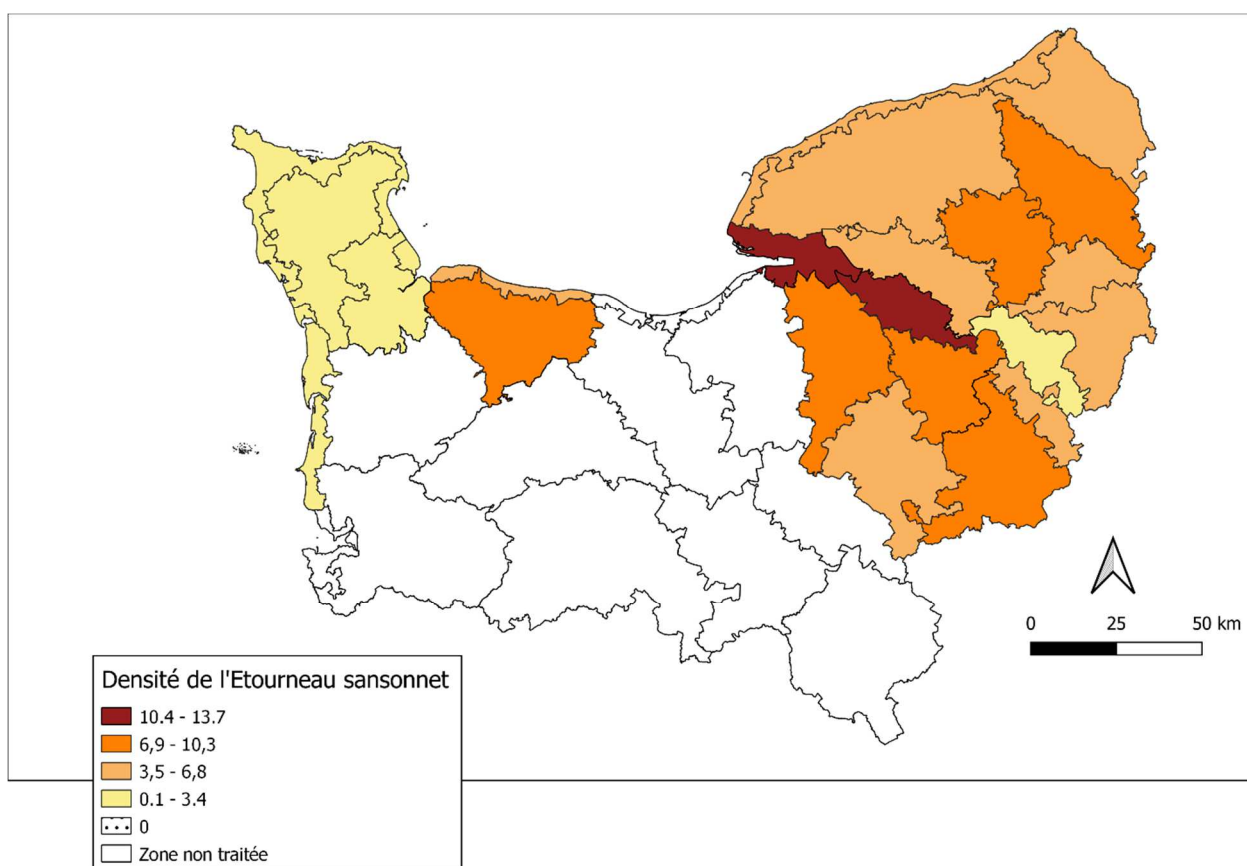 0 25 50 km
Densité de l'Etourneau sansonnet
10.4 - 13.7
6,9 - 10,3
3,5 - 6,8
0.1 - 3.4
0
Zone non traitée